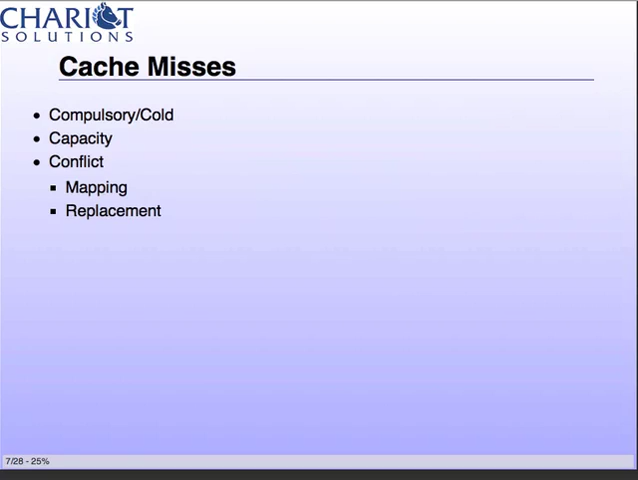 CHARIOT
SOLUTIONS
Cache Misses
• Compulsory/Cold
• Capacity
• Conflict
▪ Mapping
▪ Replacement
7/28 - 25%